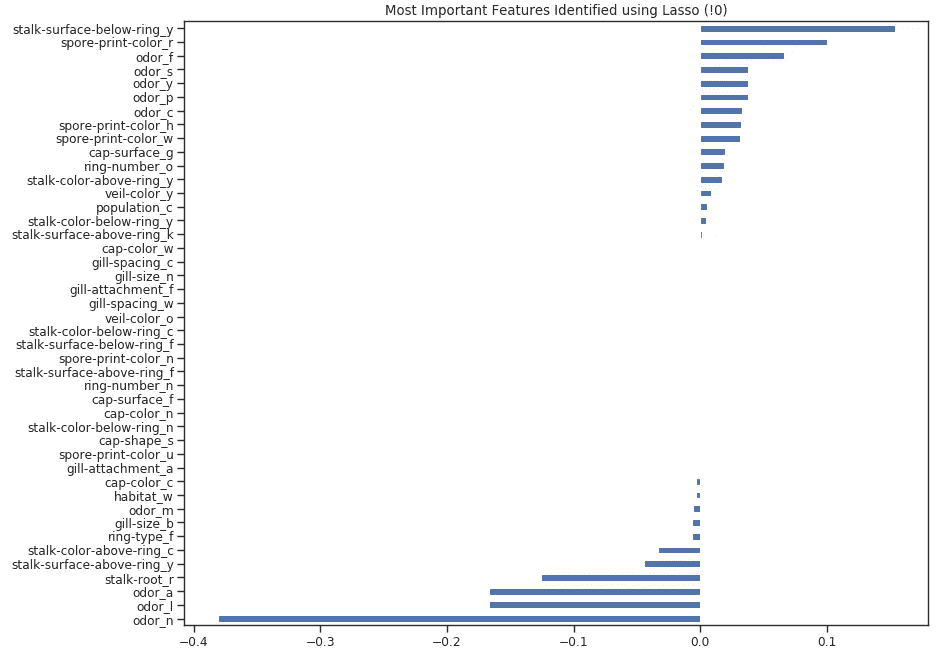 Most Important Features Identified using Lasso (!0)
stalk-surface-below-ring_y
spore-print-color_r
odor_f
odor_s
odor_y
odor_p
odor_c
spore-print-color_h
spore-print-color_w
cap-surface_g
ring-number_o
stalk-color-above-ring_y
veil-color_y
population_c
stalk-color-below-ring_y
stalk-surface-above-ring_k
cap-color_w
gill-spacing_c
gill-size_n
gill-attachment_f
gill-spacing_w
veil-color_o
stalk-color-below-ring_c
stalk-surface-below-ring_f
spore-print-color_n
stalk-surface-above-ring_f
ring-number_n
cap-surface_f
cap-color_n
stalk-color-below-ring_n
cap-shape_s
spore-print-color_u
gill-attachment_a
cap-color_c
habitat_w
odor_m
gill-size_b
ring-type_f
stalk-color-above-ring_c
stalk-surface-above-ring_y
stalk-root_r
odor_a
odor_l
odor_n
−0.4 −0.3 −0.2 −0.1 0.0 0.1